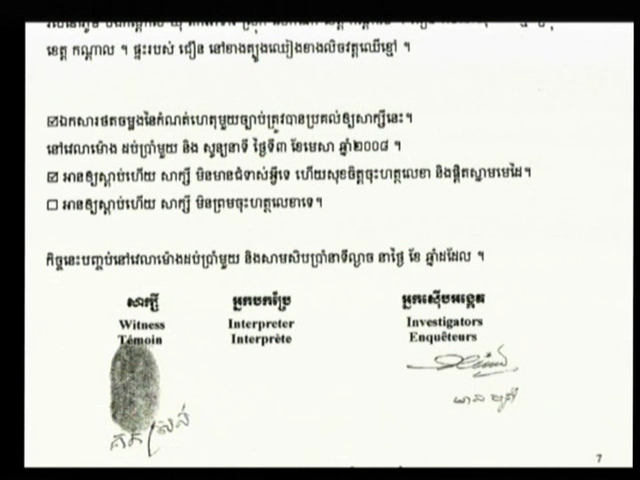 ខេត្ត កណ្តាល ។ ផ្ទះរបស់ ជឿន នៅខាងត្បូងឈៀងខាងលិចវត្តឈើខ្មៅ ។
☑ឯកសារថតចម្លងនៃកំណត់ហេតុមួយច្បាប់ត្រូវបានប្រគល់ឲ្យសាក្សីនេះ។
នៅវេលាម៉ោង ដប់ប្រាំមួយ និង សូន្យនាទី ថ្ងៃទី៣ ខែមេសា ឆ្នាំ២០០៨ ។
☑ អានឲ្យស្តាប់ហើយ សាក្សី មិនមានជំទាស់អ្វីទេ ហើយសុខចិត្តចុះហត្ថលេខា និងផ្តិតស្នាមមេដៃ។
☐ អានឲ្យស្តាប់ហើយ សាក្សី មិនព្រមចុះហត្ថលេខាទេ។
កិច្ចនេះបញ្ចប់នៅវេលាម៉ោងដប់ប្រាំមួយ និងសាមសិបប្រាំនាទីល្ងាច នាថ្ងៃ ខែ ឆ្នាំដដែល ។
សាក្សី អ្នកបកប្រែ អ្នកស៊ើបអង្កេត
Witness Interpreter Investigators
Témoin Interprète Enquêteurs
7